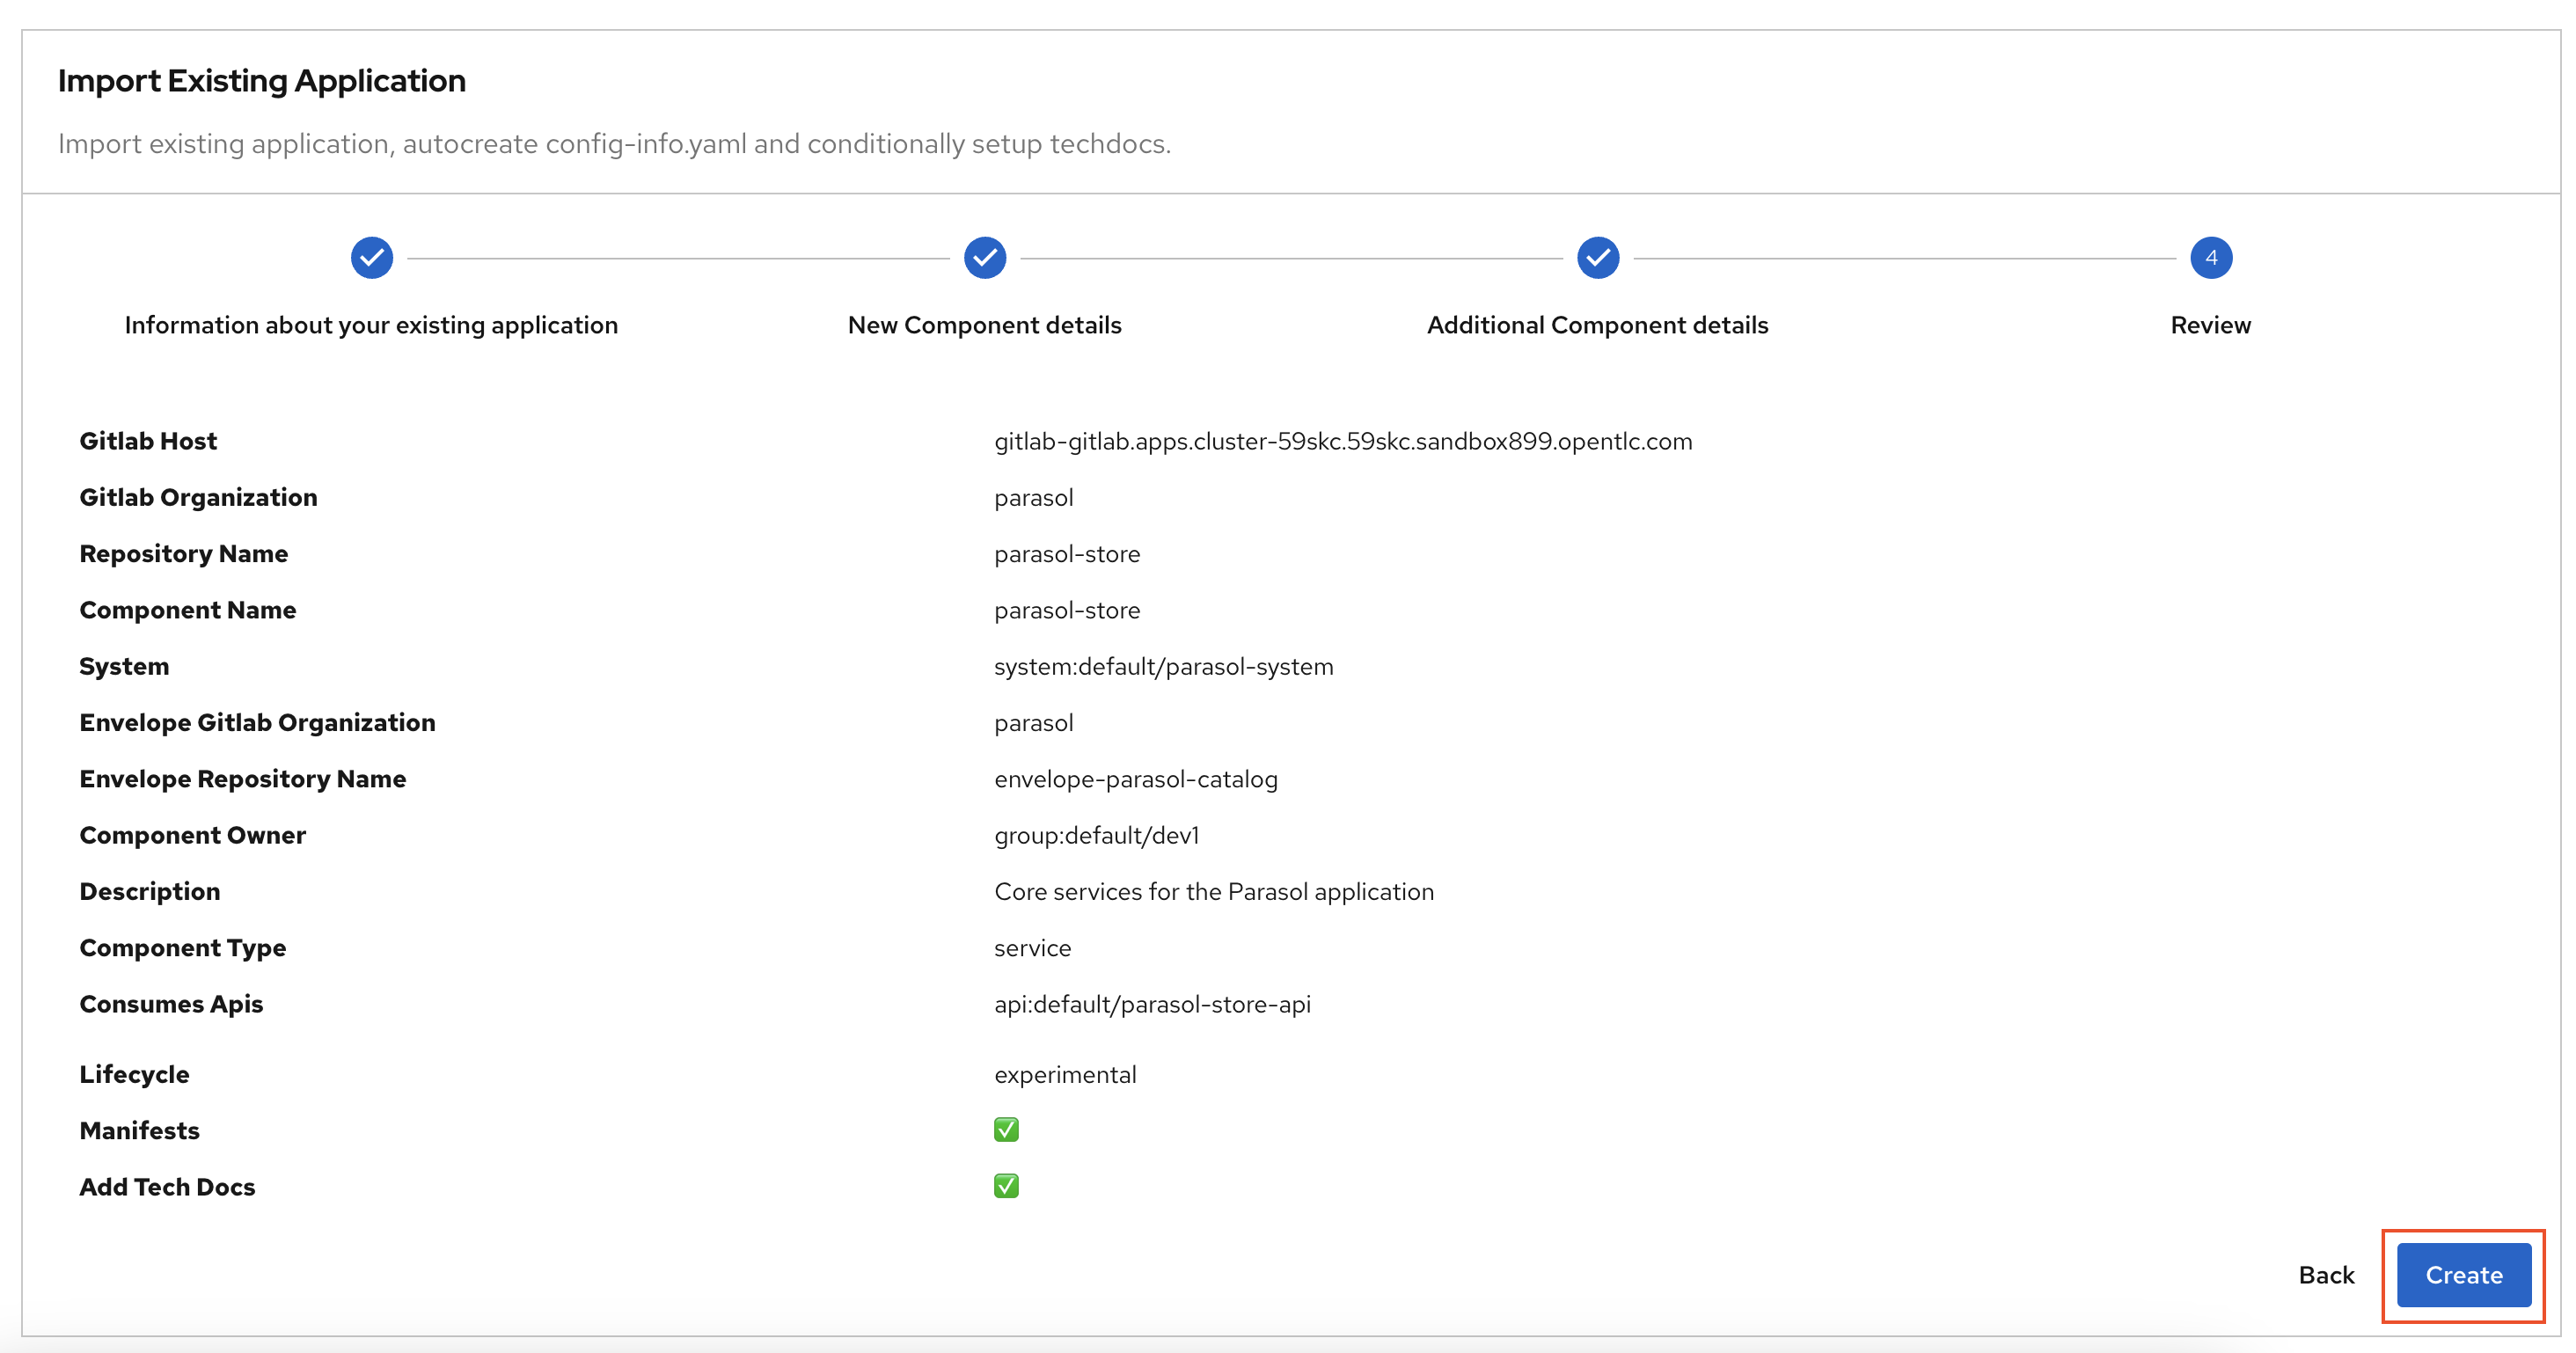 Import Existing Application
Import existing application, autocreate config-info.yaml and conditionally setup techdocs.
4
Information about your existing application New Component details Additional Component details Review
Gitlab Host gitlab-gitlab.apps.cluster-59skc.59skc.sandbox899.opentlc.com
Gitlab Organization parasol
Repository Name parasol-store
Component Name parasol-store
System system:default/parasol-system
Envelope Gitlab Organization parasol
Envelope Repository Name envelope-parasol-catalog
Component Owner group:default/dev1
Description Core services for the Parasol application
Component Type service
Consumes Apis api:default/parasol-store-api
Lifecycle experimental
Manifests ✅
Add Tech Docs ✅
Back Create